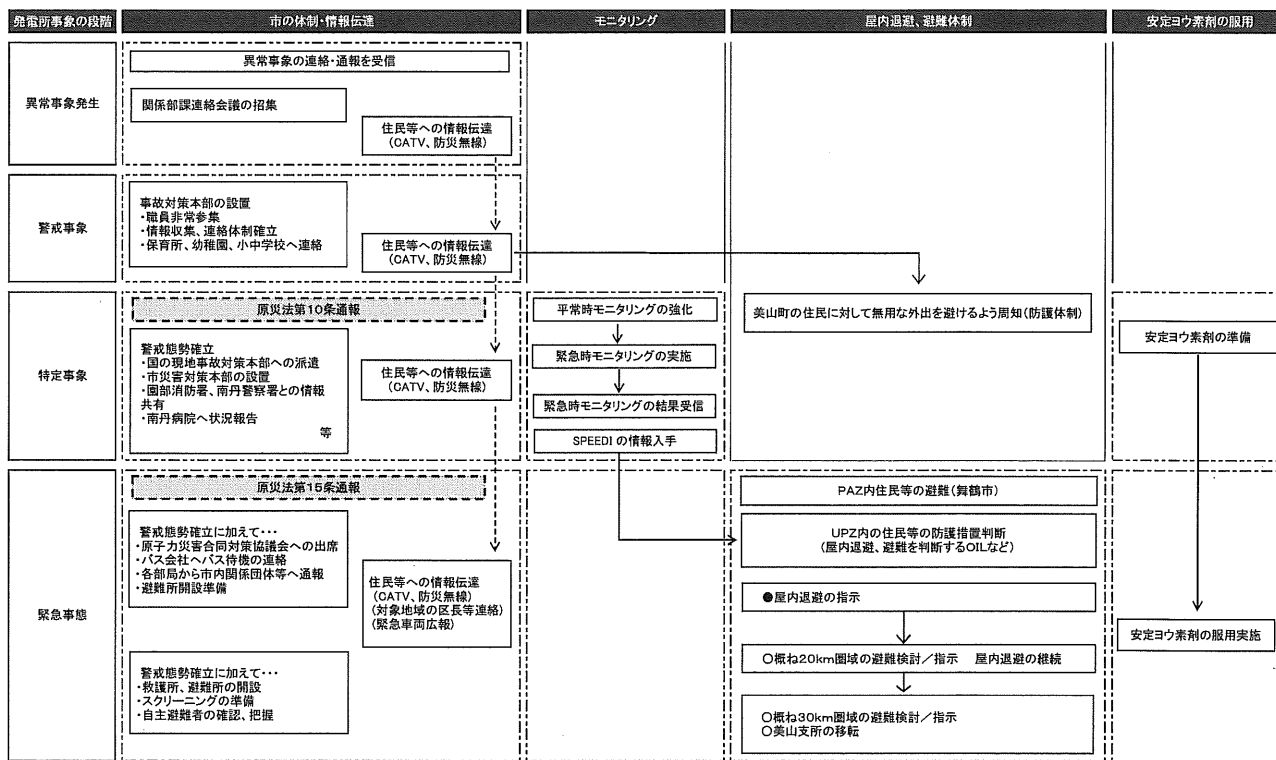 発電所事象の段階
市の体制・情報伝達
モニタリング
屋内退避、避難体制
安定ヨウ素剤の服用
異常事象発生
異常事象の連絡・通報を受信
関係部課連絡会議の招集
住民等への情報伝達
(CATV、防災無線)
警戒事象
事故対策本部の設置
・職員非常参集
・情報収集、連絡体制確立
・保育所、幼稚園、小中学校へ連絡
住民等への情報伝達
(CATV、防災無線)
特定事象
原災法第10条通報
警戒態勢確立
・国の現地事故対策本部への派遣
・市災害対策本部の設置
・園部消防署、南丹警察署との情報
共有
・南丹病院へ状況報告
等
住民等への情報伝達
(CATV、防災無線)
平常時モニタリングの強化
緊急時モニタリングの実施
緊急時モニタリングの結果受信
SPEEDIの情報入手
美山町の住民に対して無用な外出を避けるよう周知(防護体制)
安定ヨウ素剤の準備
緊急事態
原災法第15条通報
警戒態勢確立に加えて・・・
・原子力災害合同対策協議会への出席
・バス会社へバス待機の連絡
・各部局から市内関係団体等へ通報
・避難所開設準備
住民等への情報伝達
(CATV、防災無線)
(対象地域の区長等連絡)
(緊急車両広報)
警戒態勢確立に加えて・・・
・救護所、避難所の開設
・スクリーニングの準備
・自主避難者の確認、把握
PAZ内住民等の避難(舞鶴市)
UPZ内の住民等の防護措置判断
(屋内退避、避難を判断するOILなど)
●屋内退避の指示
○概ね20km圏域の避難検討/指示 屋内退避の継続
○概ね30km圏域の避難検討/指示
○美山支所の移転
安定ヨウ素剤の服用実施